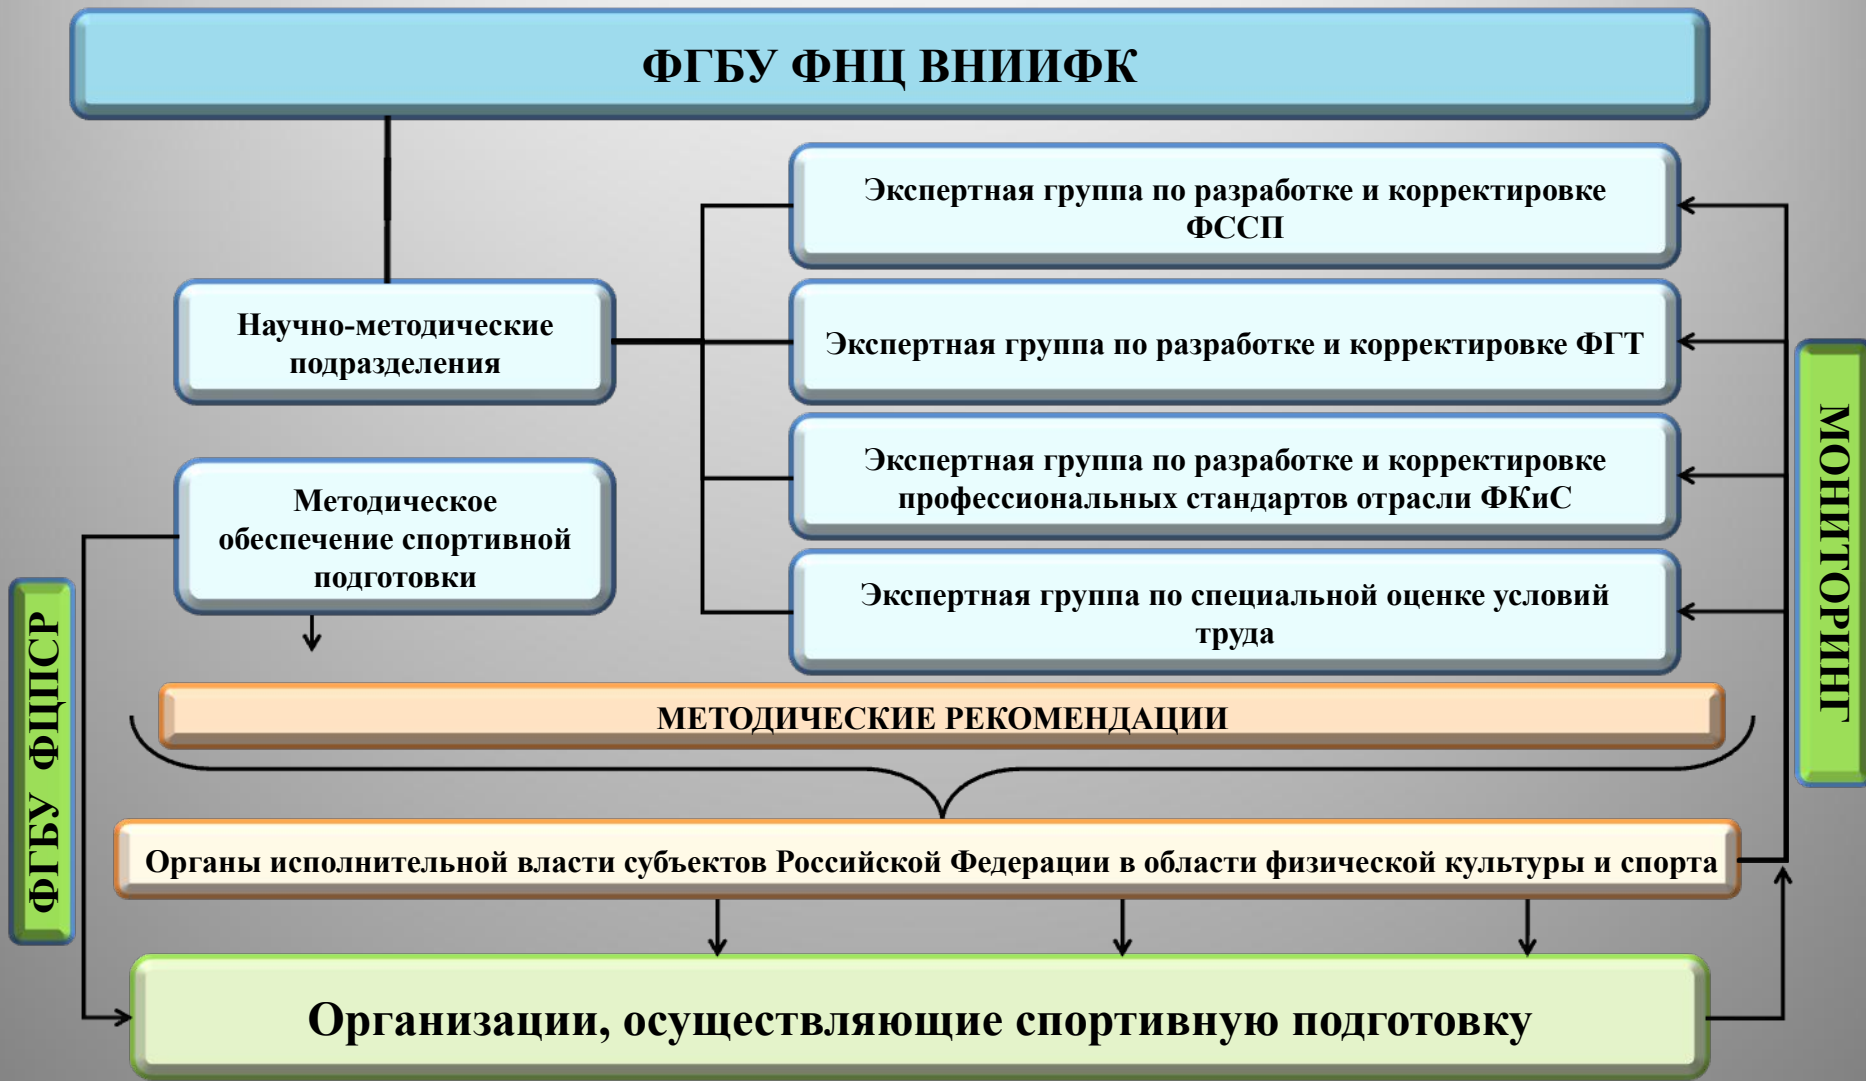 ФГБУ ФНЦ ВНИИФК
Экспертная группа по разработке и корректировке
ФССП
Научно-методические
подразделения
Экспертная группа по разработке и корректировке ФГТ
Экспертная группа по разработке и корректировке
профессиональных стандартов отрасли ФКиС
Методическое
обеспечение спортивной
подготовки
Экспертная группа по специальной оценке условий
труда
МОНИТОРИНГ
ФГБУ ФЦПСР
МЕТОДИЧЕСКИЕ РЕКОМЕНДАЦИИ
Органы исполнительной власти субъектов Российской Федерации в области физической культуры и спорта
Организации, осуществляющие спортивную подготовку